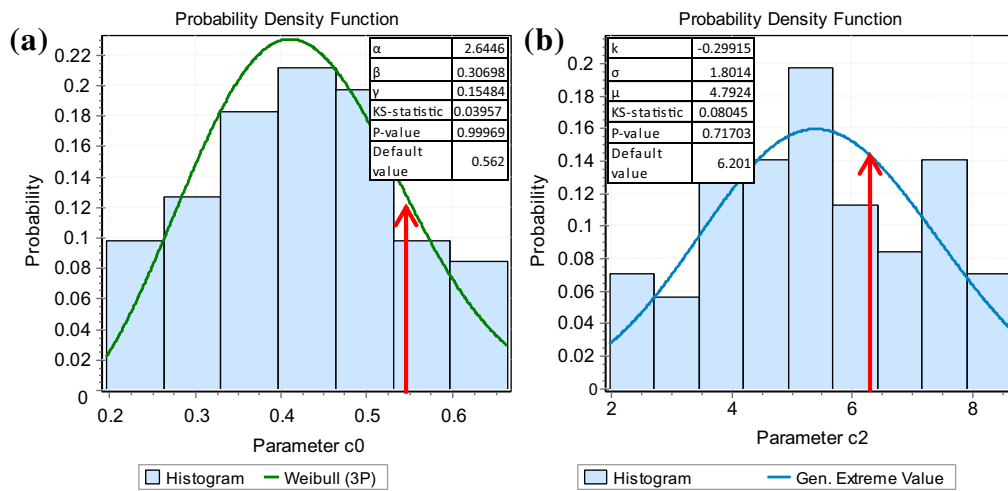 (a)
Probability Density Function
Probability
0.22
0.2
0.18
0.16
0.14
0.12
0.1
0.08
0.06
0.04
0.02
0
α 2.6446
β 0.30698
γ 0.15484
KS-statistic 0.03957
P-value 0.99969
Default value 0.562
0.2 0.3 0.4 0.5 0.6
Parameter c0
Histogram Weibull (3P)
(b)
Probability Density Function
Probability
0.2
0.18
0.16
0.14
0.12
0.1
0.08
0.06
0.04
0.02
0
k -0.29915
σ 1.8014
μ 4.7924
KS-statistic 0.08045
P-value 0.71703
Default value 6.201
2 4 6 8
Parameter c2
Histogram Gen. Extreme Value